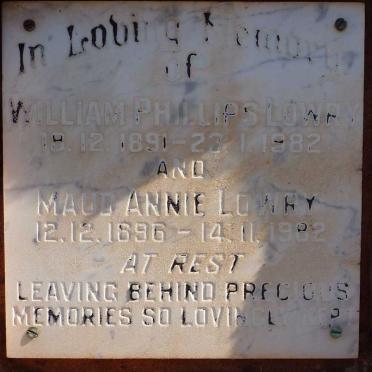 In Loving Memory
of
WILLIAM PHILLIPS LOWRY
18.12.1891-23.1.1982
AND
MAUD ANNIE LOWRY
12.12.1896 - 14.11.1982
AT REST
LEAVING BEHIND PRECIOUS
MEMORIES SO LOVINGLY KEPT